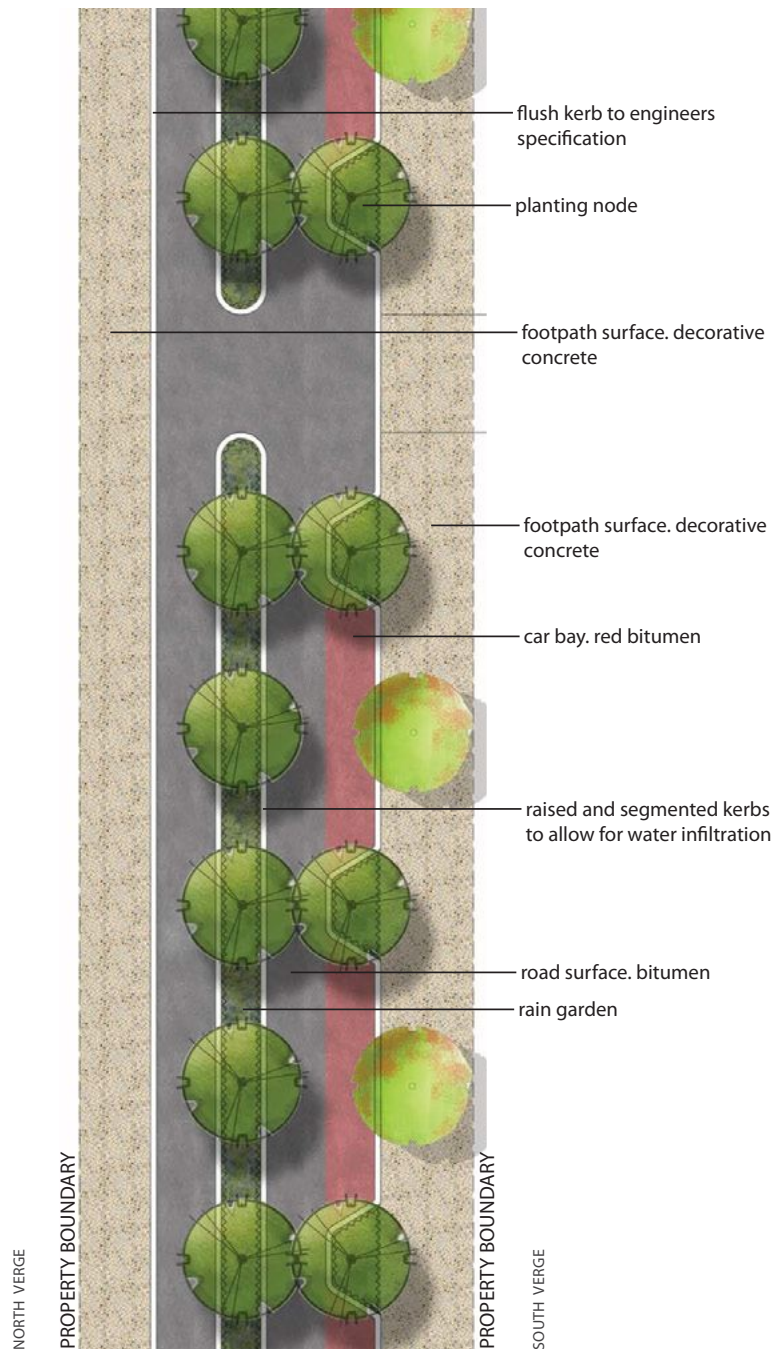 flush kerb to engineers
specification
planting node
footpath surface. decorative
concrete
footpath surface. decorative
concrete
car bay. red bitumen
raised and segmented kerbs
to allow for water infiltration
road surface. bitumen
rain garden
NORTH VERGE
PROPERTY BOUNDARY
PROPERTY BOUNDARY
SOUTH VERGE